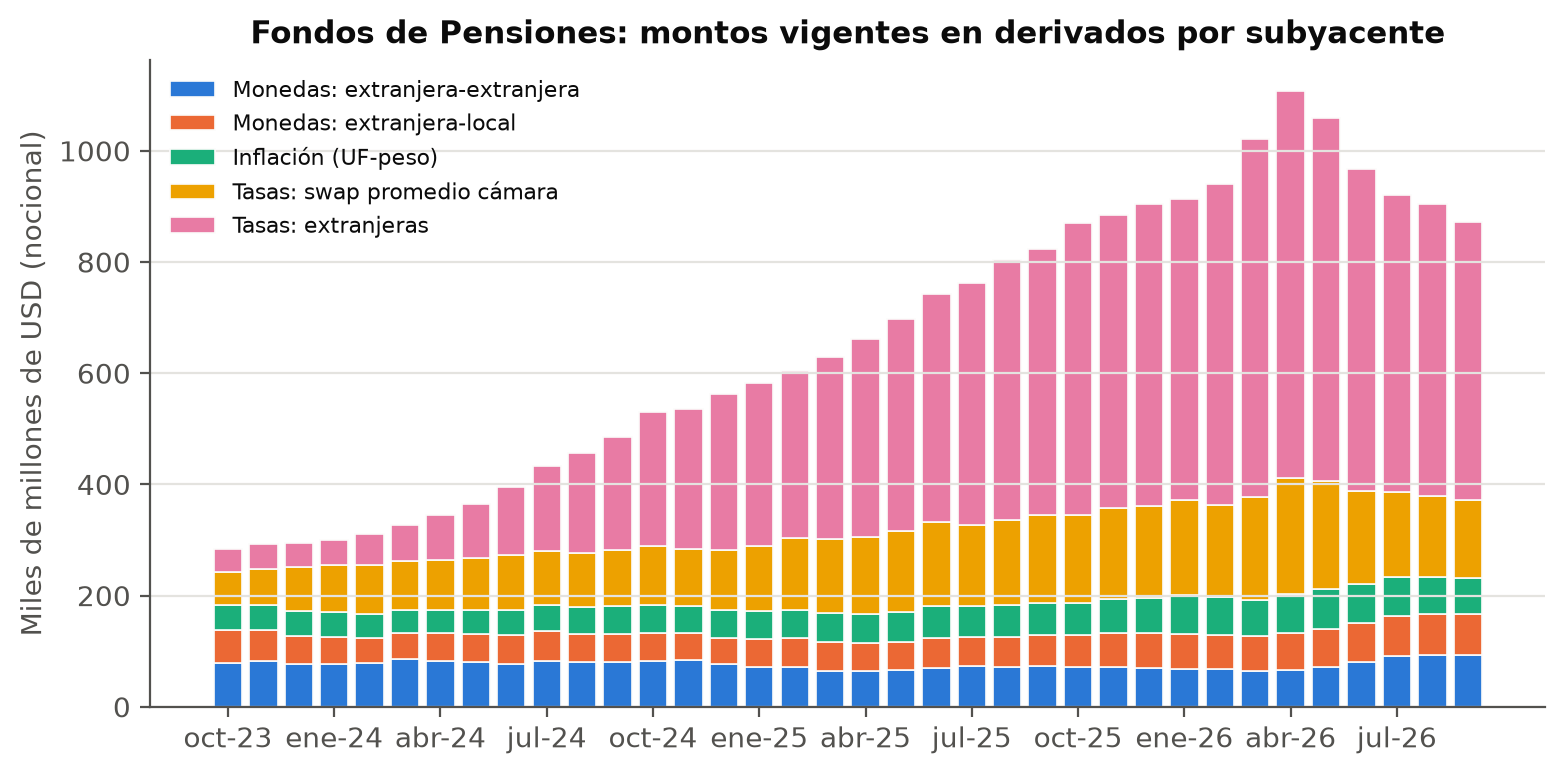 Fondos de Pensiones: montos vigentes en derivados por subyacente
Miles de millones de USD (nocional)
1000
800
600
400
200
0
Monedas: extranjera-extranjera
Monedas: extranjera-local
Inflación (UF-peso)
Tasas: swap promedio cámara
Tasas: extranjeras
oct-23 ene-24 abr-24 jul-24 oct-24 ene-25 abr-25 jul-25 oct-25 ene-26 abr-26 jul-26